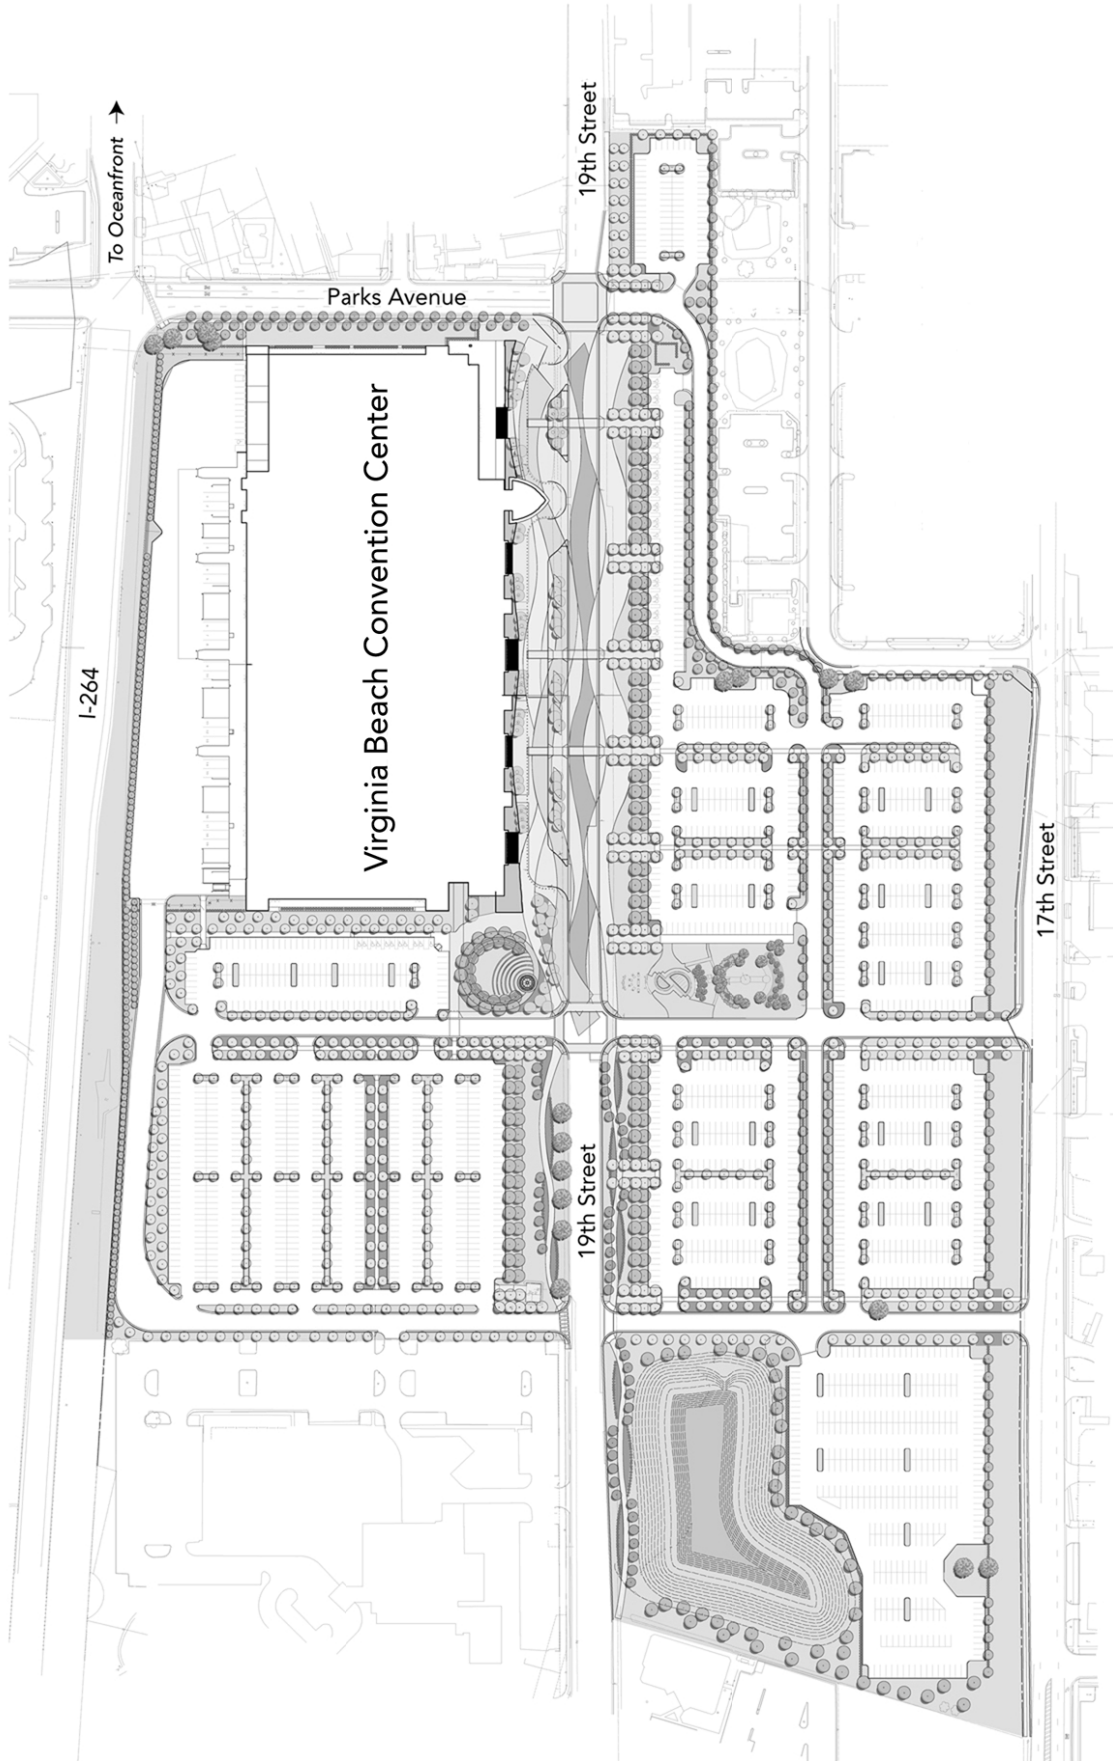 To Oceanfront
19th Street
Parks Avenue
Virginia Beach Convention Center
I-264
17th Street
19th Street